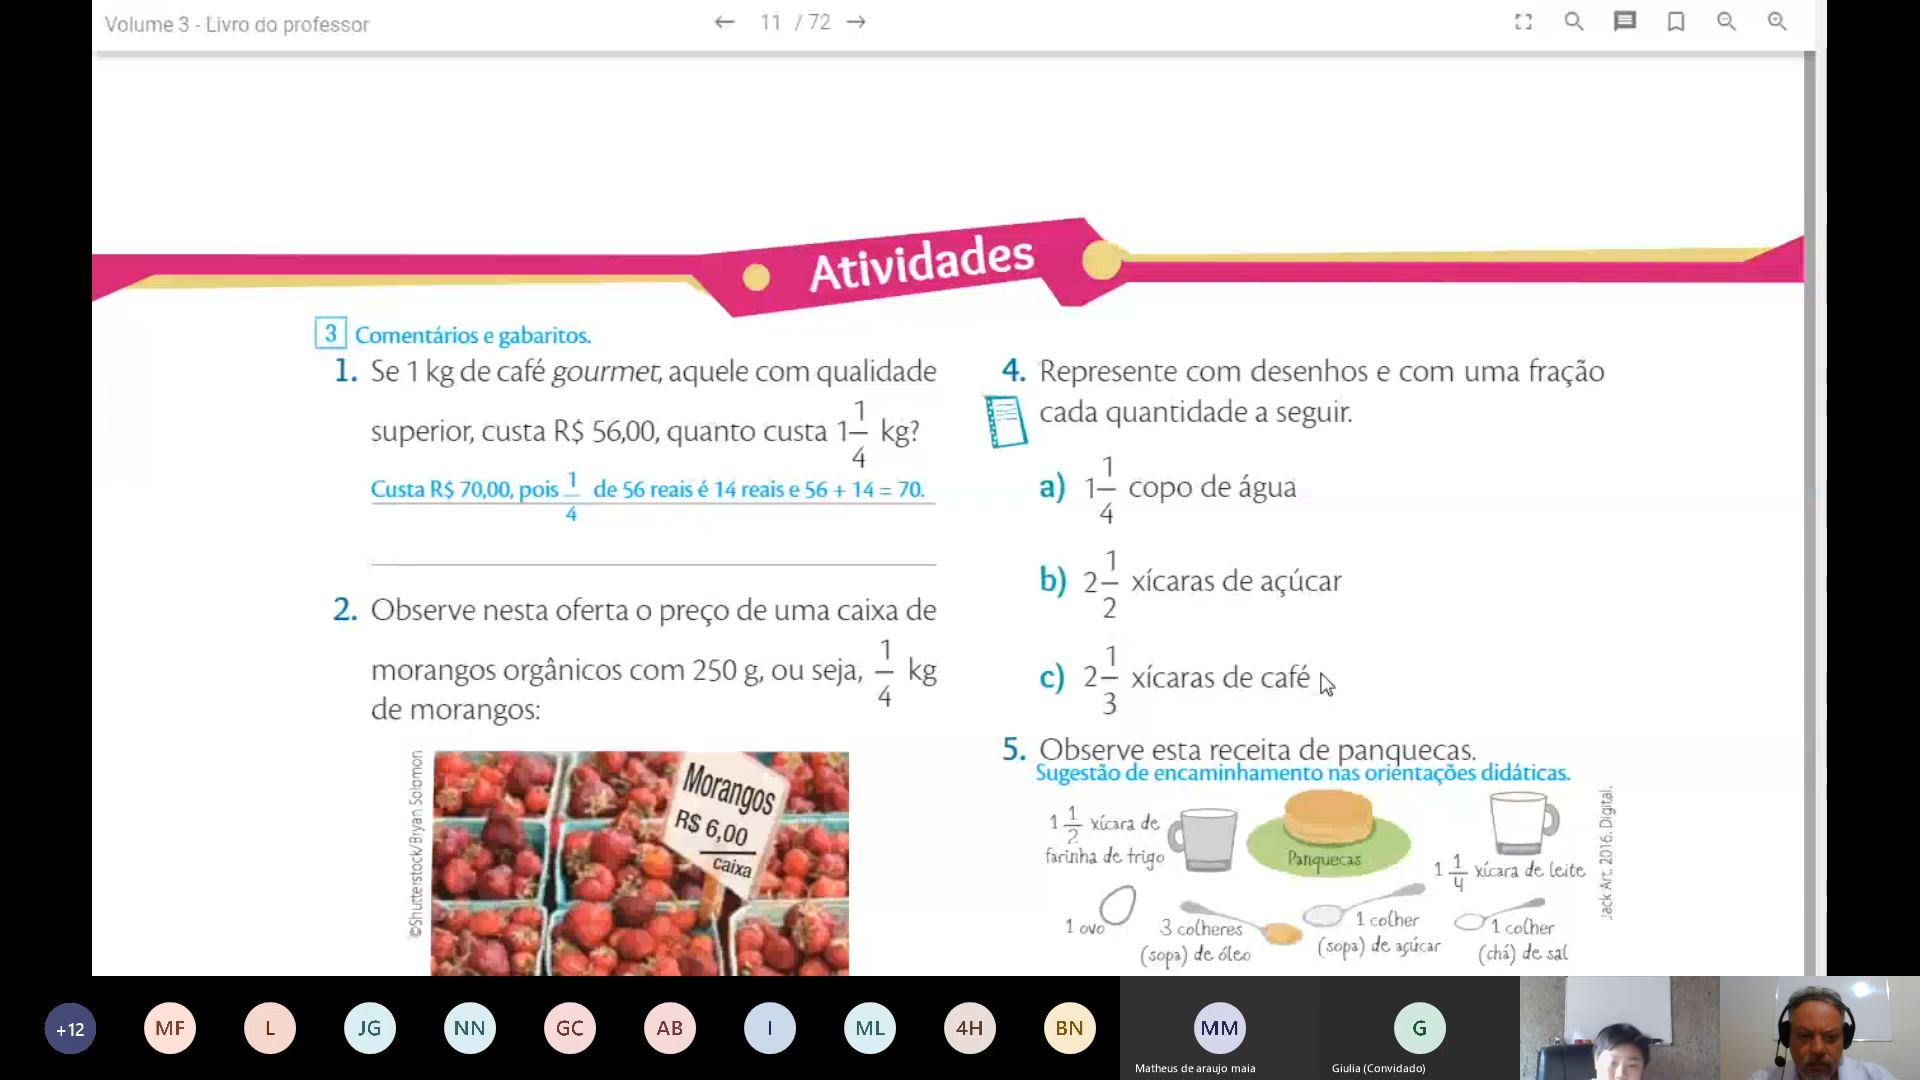 Volume 3 - Livro do professor
11 / 72
Atividades
3 Comentários e gabaritos.
1. Se 1 kg de café gourmet, aquele com qualidade
superior, custa R$ 56,00, quanto custa 1 1/4 kg?
Custa R$ 70,00, pois 1/4 de 56 reais é 14 reais e 56 + 14 = 70.
2. Observe nesta oferta o preço de uma caixa de
morangos orgânicos com 250 g, ou seja, 1/4 kg
de morangos:
©Shutterstock/Bryan Solomon
Morangos
R$ 6,00
caixa
4. Represente com desenhos e com uma fração
cada quantidade a seguir.
a) 1 1/4 copo de água
b) 2 1/2 xícaras de açúcar
c) 2 1/3 xícaras de café
5. Observe esta receita de panquecas.
Sugestão de encaminhamento nas orientações didáticas.
1 1/2 xícara de
farinha de trigo
Panquecas
1 1/4 xícara de leite
1 ovo
3 colheres
(sopa) de óleo
1 colher
(sopa) de açúcar
1 colher
(chá) de sal
Jack Art. 2016. Digital.
+12
MF
L
JG
NN
GC
AB
I
ML
4H
BN
MM
Matheus de araujo maia
G
Giulia (Convidado)